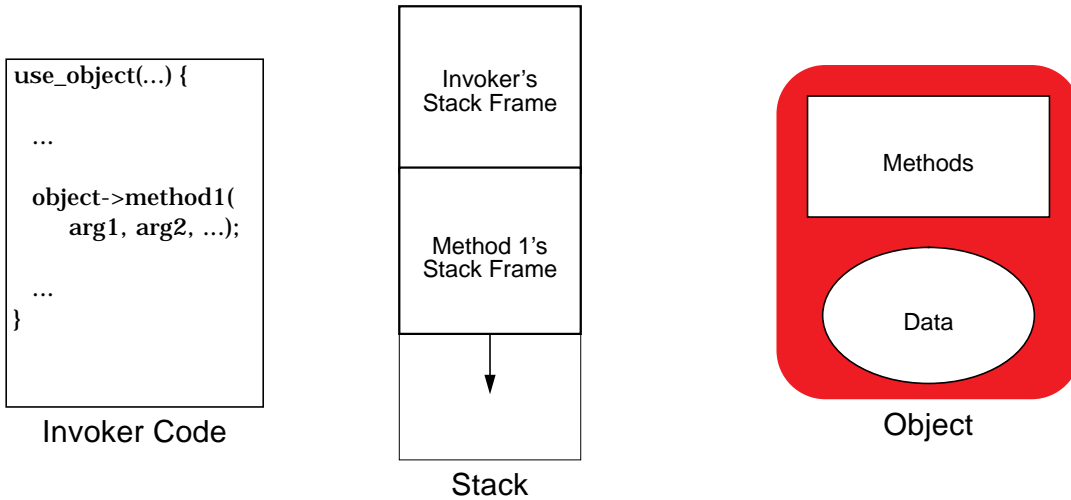 use_object(...) {
...
object->method1(
arg1, arg2, ...);
...
}
Invoker Code
Invoker’s
Stack Frame
Method 1’s
Stack Frame
Stack
Methods
Data
Object